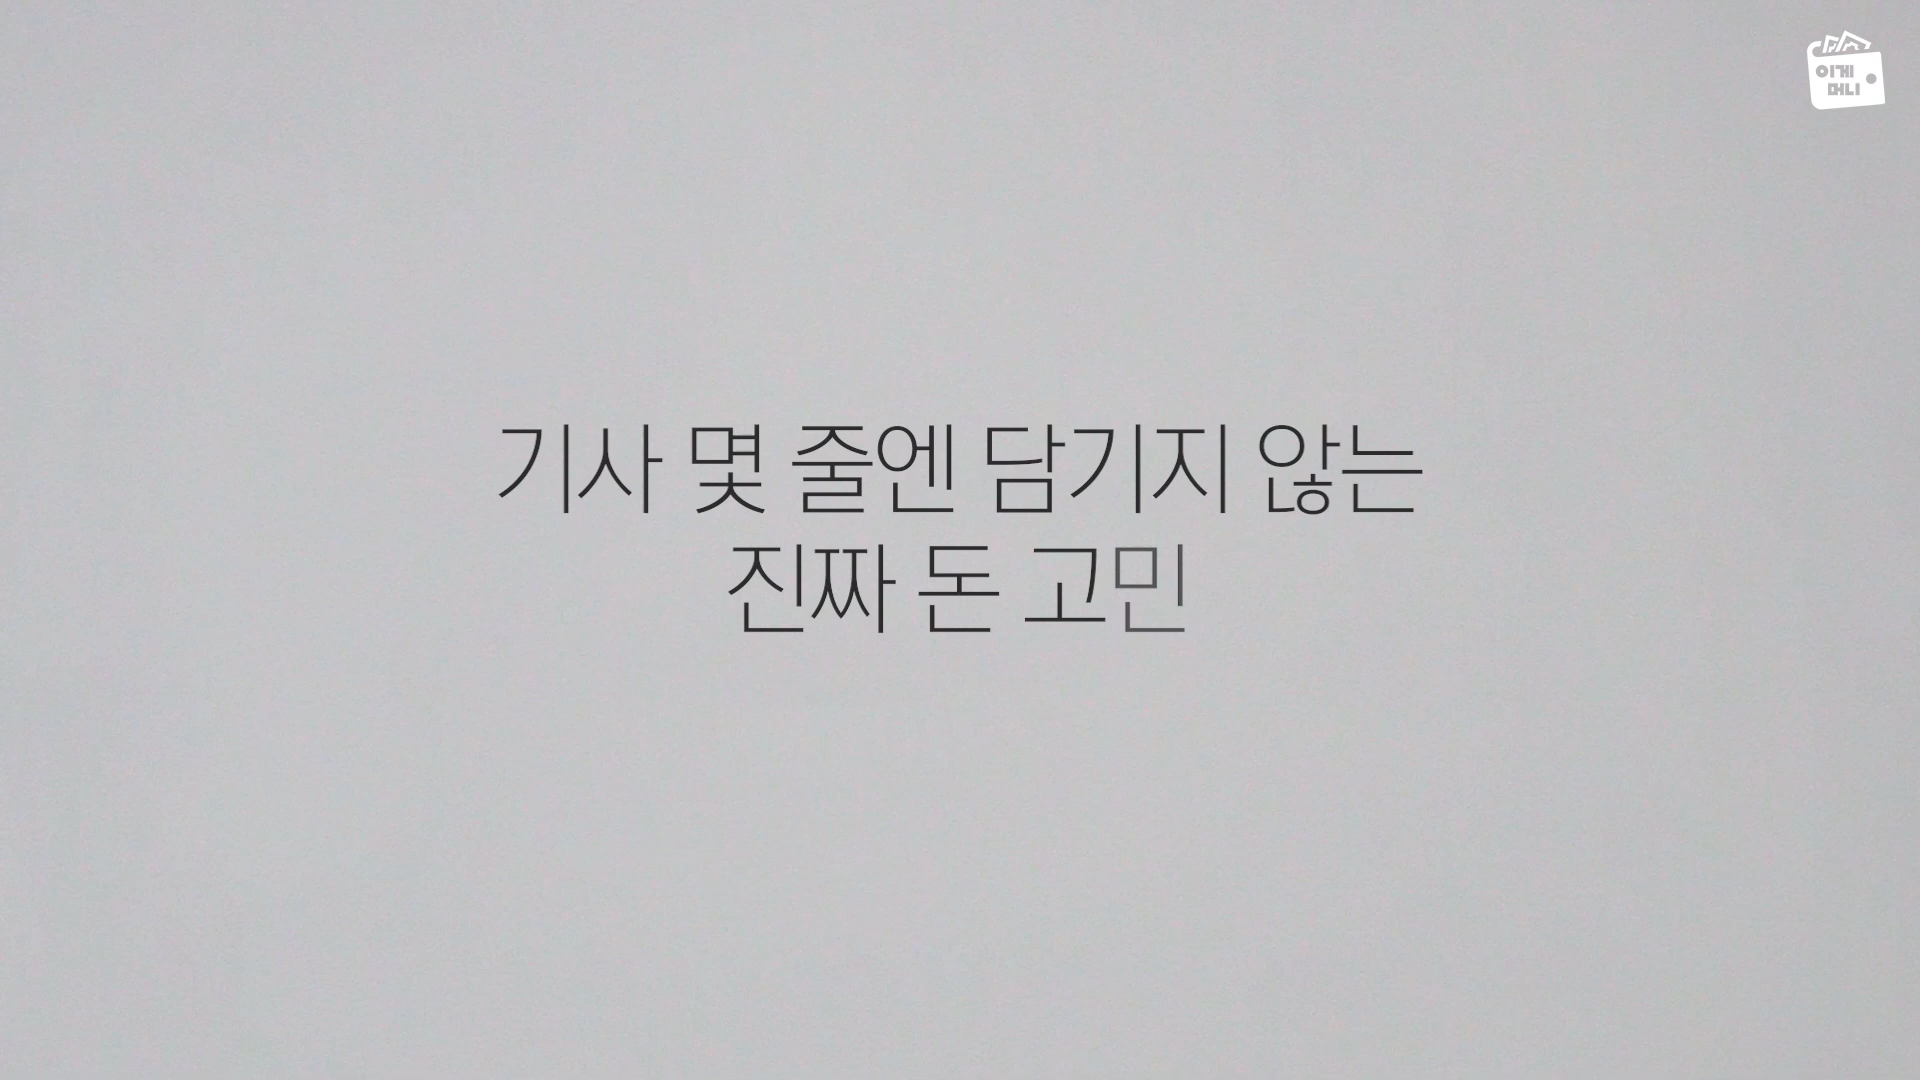 이게
머니
기사 몇 줄엔 담기지 않는
진짜 돈 고민